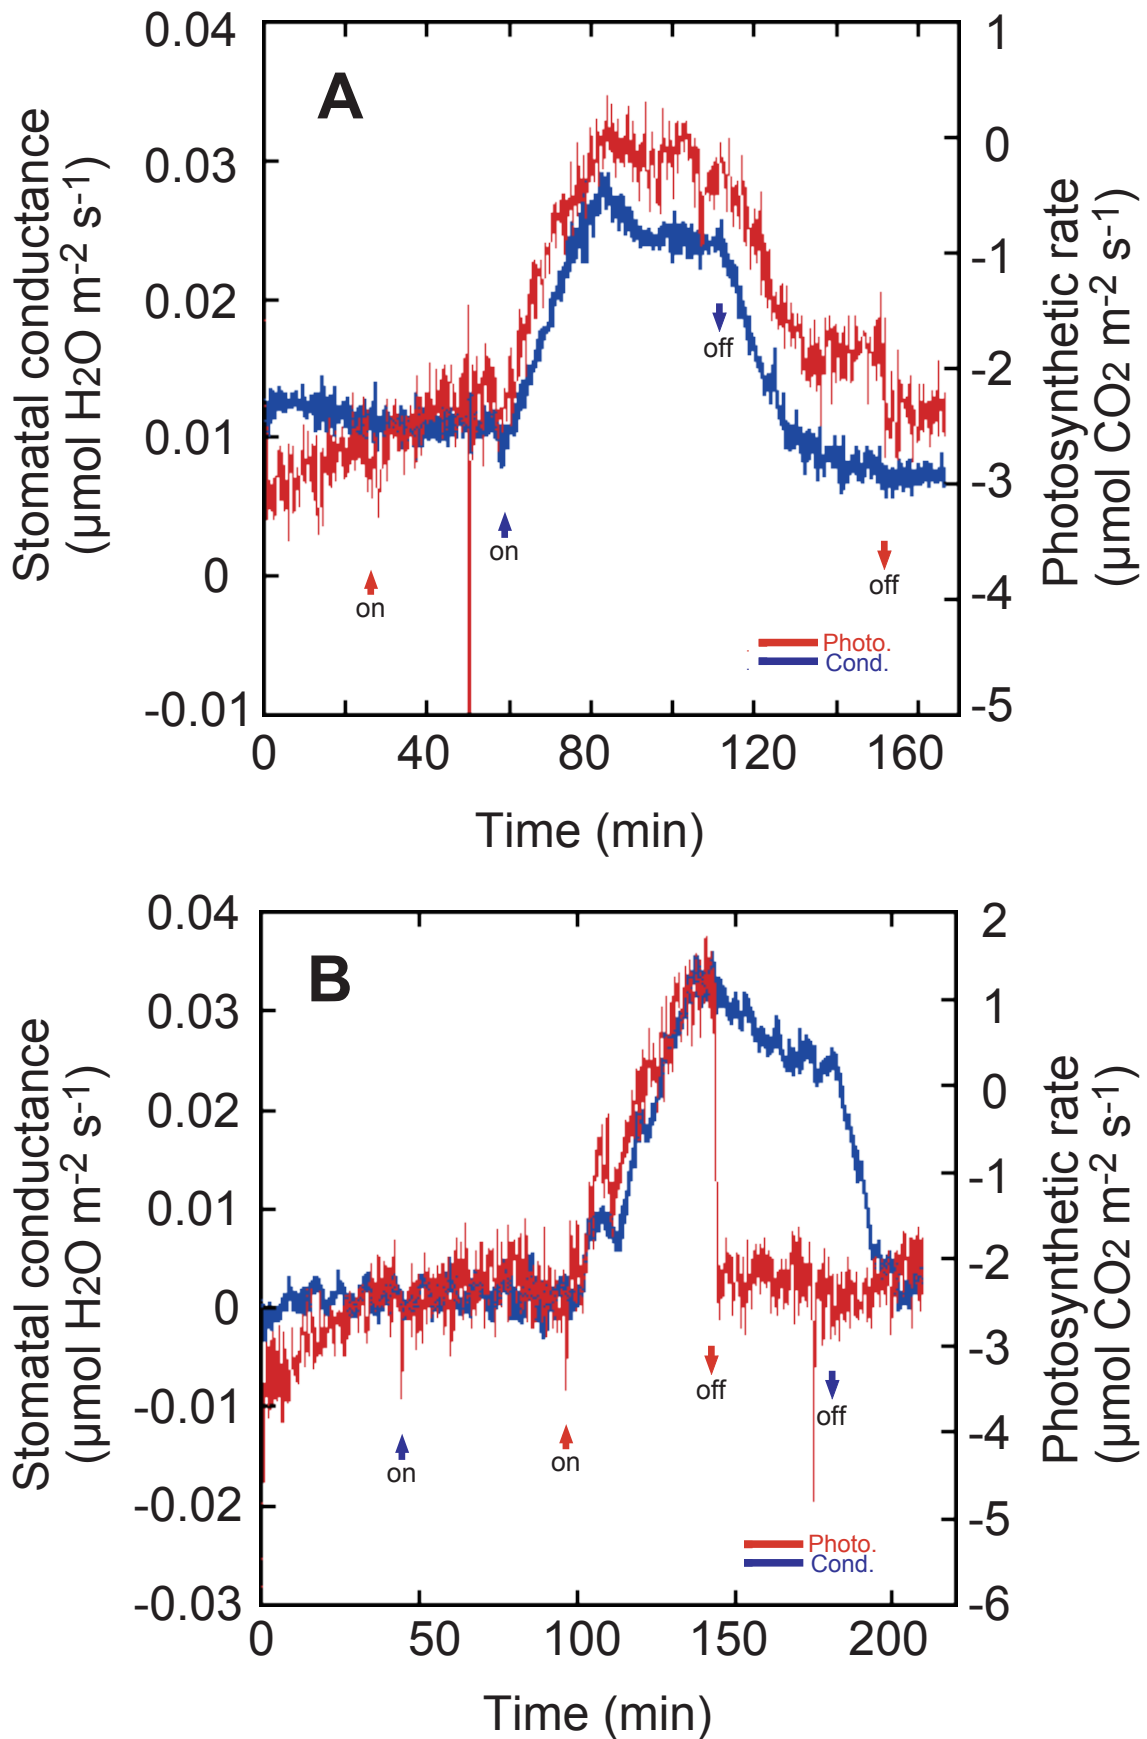 A
0.04
0.03
0.02
0.01
0
-0.01
Stomatal conductance
(µmol H2O m-2 s-1)
1
0
-1
-2
-3
-4
-5
Photosynthetic rate
(µmol CO2 m-2 s-1)
on
on
off
off
Photo.
Cond.
0 40 80 120 160
Time (min)
B
0.04
0.03
0.02
0.01
0
-0.01
-0.02
-0.03
Stomatal conductance
(µmol H2O m-2 s-1)
2
1
0
-1
-2
-3
-4
-5
-6
Photosynthetic rate
(µmol CO2 m-2 s-1)
on
on
off
off
Photo.
Cond.
0 50 100 150 200
Time (min)